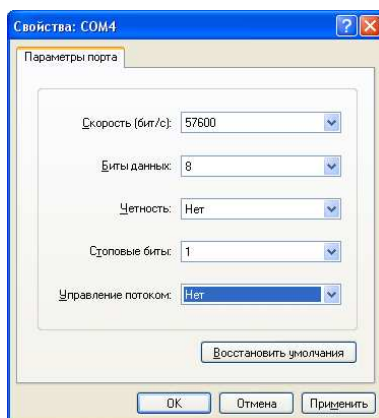 Свойства: COM4
Параметры порта
Скорость (бит/с): 57600
Биты данных: 8
Четность: Нет
Стоповые биты: 1
Управление потоком: Нет
Восстановить умолчания
OK Отмена Применить